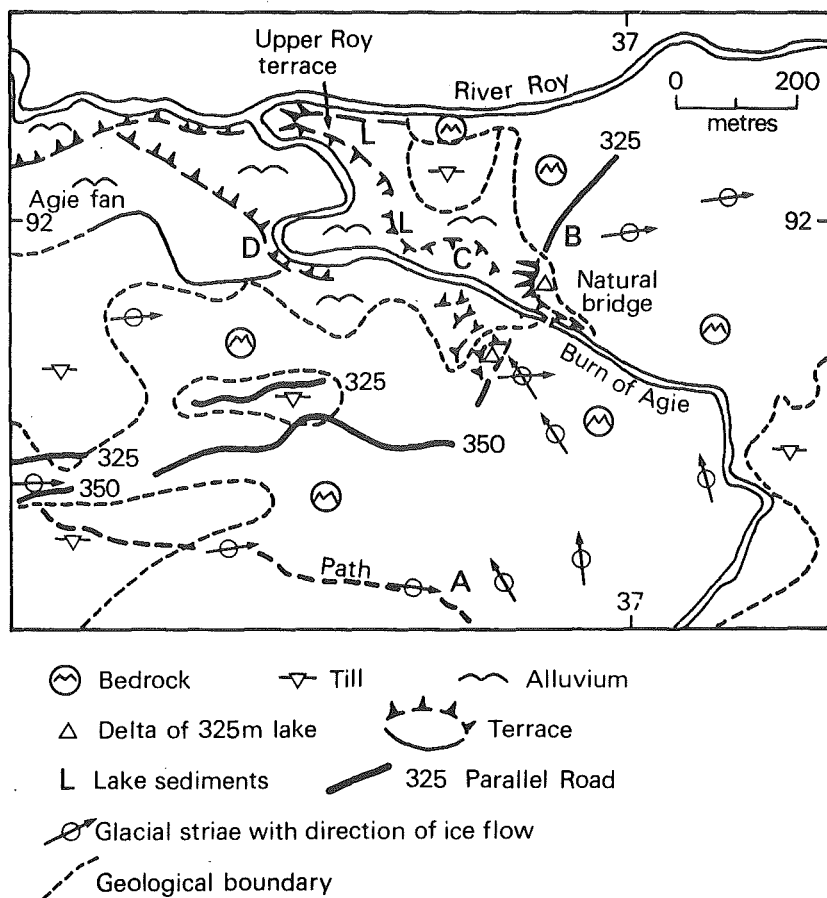 37
Upper Roy
terrace
River Roy
0 200
metres
L
325
Agie fan
92
L
B
92
D
C
Natural
bridge
Burn of Agie
325
350
325
350
Path
A
37
Bedrock
Till
Alluvium
Delta of 325m lake
Terrace
L Lake sediments
325 Parallel Road
Glacial striae with direction of ice flow
Geological boundary